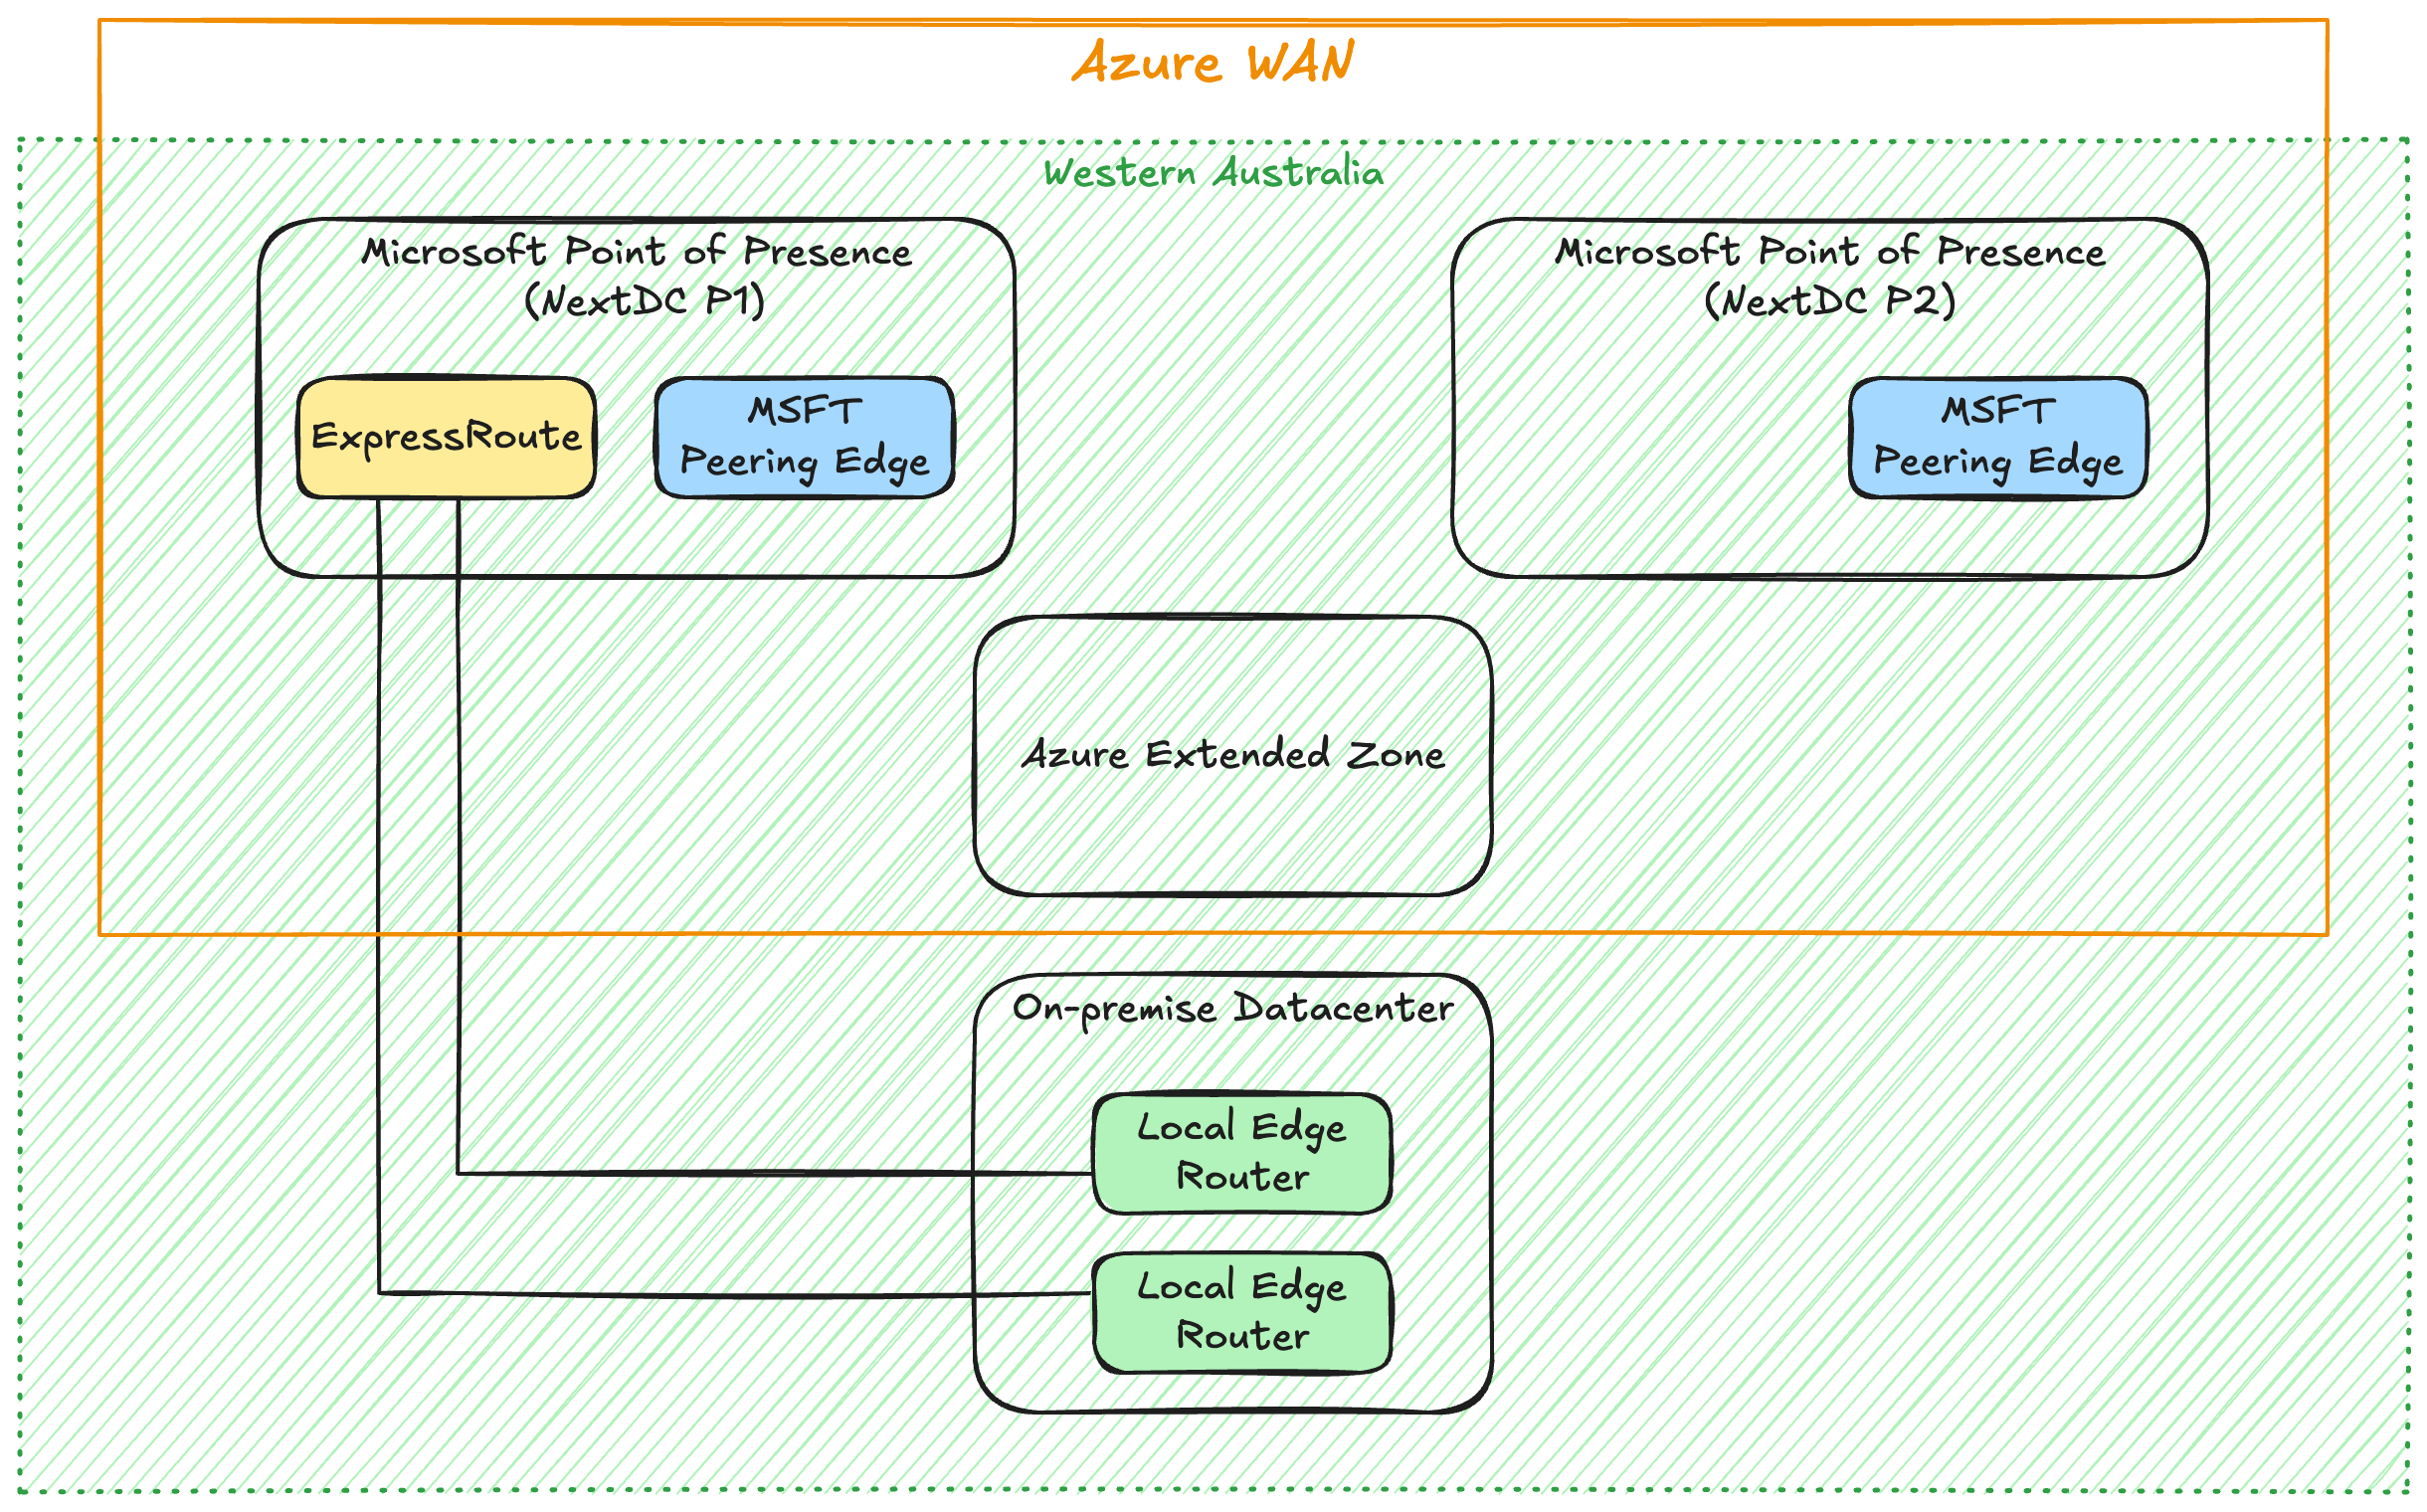 Azure WAN
Western Australia
Microsoft Point of Presence
(NextDC P1)
ExpressRoute
MSFT
Peering Edge
Microsoft Point of Presence
(NextDC P2)
MSFT
Peering Edge
Azure Extended Zone
On-premise Datacenter
Local Edge
Router
Local Edge
Router